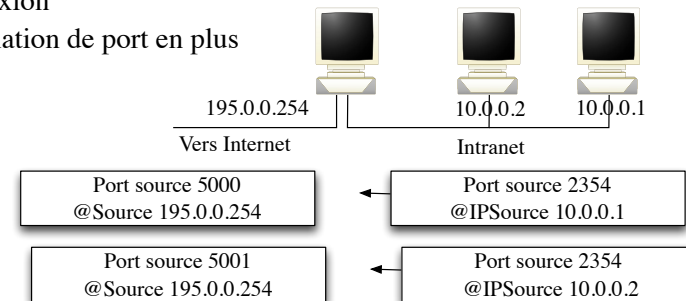 ation de port en plus
195.0.0.254
10.0.0.2
10.0.0.1
Vers Internet
Intranet
Port source 5000
@Source 195.0.0.254
Port source 2354
@IPSource 10.0.0.1
Port source 5001
@Source 195.0.0.254
Port source 2354
@IPSource 10.0.0.2